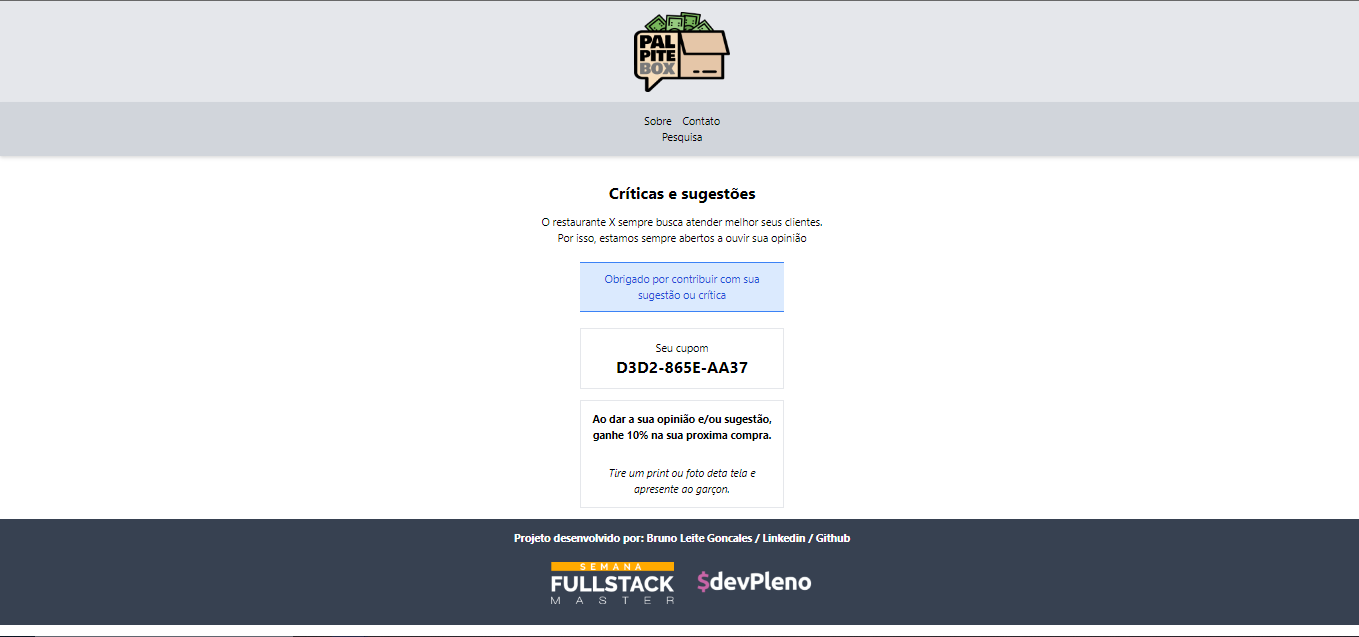 PAL
PITE
BOX
Sobre Contato
Pesquisa
Críticas e sugestões
O restaurante X sempre busca atender melhor seus clientes.
Por isso, estamos sempre abertos a ouvir sua opinião
Obrigado por contribuir com sua
sugestão ou crítica
Seu cupom
D3D2-865E-AA37
Ao dar a sua opinião e/ou sugestão,
ganhe 10% na sua proxima compra.
Tire um print ou foto deta tela e
apresente ao garçon.
Projeto desenvolvido por: Bruno Leite Goncales / Linkedin / Github
SEMANA
FULLSTACK
MASTER
$devPleno